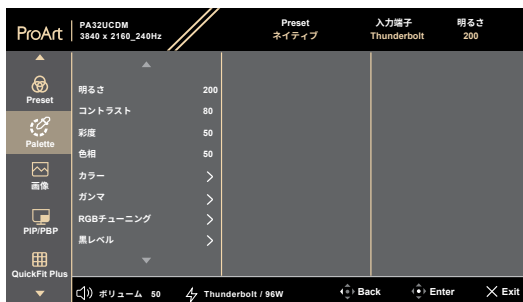 ProArt
PA32UCDM
3840 x 2160_240Hz
Preset
ネイティブ
入力端子
Thunderbolt
明るさ
200
Preset
Palette
画像
PIP/PBP
QuickFit Plus
明るさ 200
コントラスト 80
彩度 50
色相 50
カラー
ガンマ
RGBチューニング
黒レベル
ボリューム 50
Thunderbolt / 96W
Back
Enter
Exit